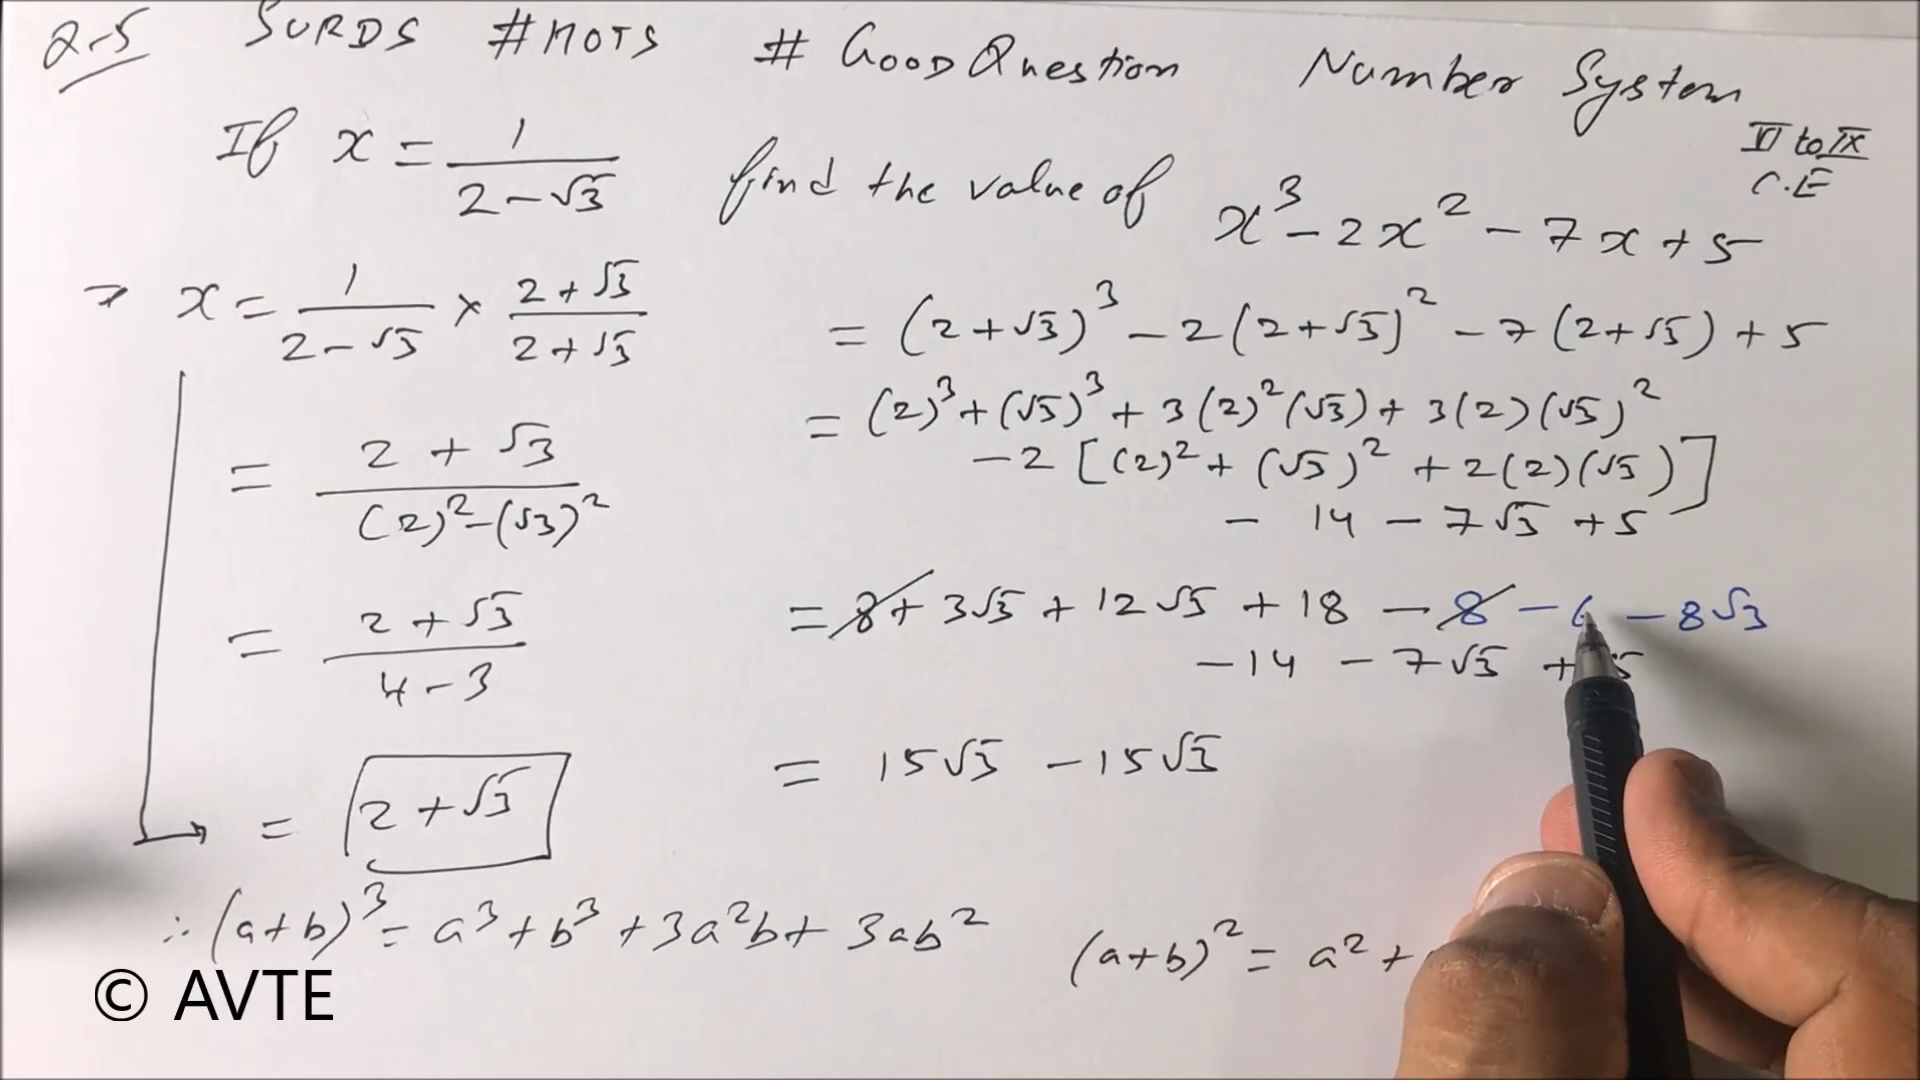 Q-5 SURDS #HOTS # GOOD Question Number System
VI to IX
C.E
If x = 1/(2-√3) find the value of x³ - 2x² - 7x + 5
→ x = 1/(2-√3) × (2+√3)/(2+√3)
= (2+√3)/((2)²-(√3)²)
= (2+√3)/(4-3)
= 2+√3
= (2+√3)³ - 2(2+√3)² - 7(2+√3) + 5
= (2)³ + (√3)³ + 3(2)²(√3) + 3(2)(√3)²
-2[(2)² + (√3)² + 2(2)(√3)]
- 14 - 7√3 + 5
= 8 + 3√3 + 12√3 + 18 - 8 - 6 - 8√3
- 14 - 7√3 + 5
= 15√3 - 15√3
∴ (a+b)³ = a³ + b³ + 3a²b + 3ab²
(a+b)² = a² +
© AVTE